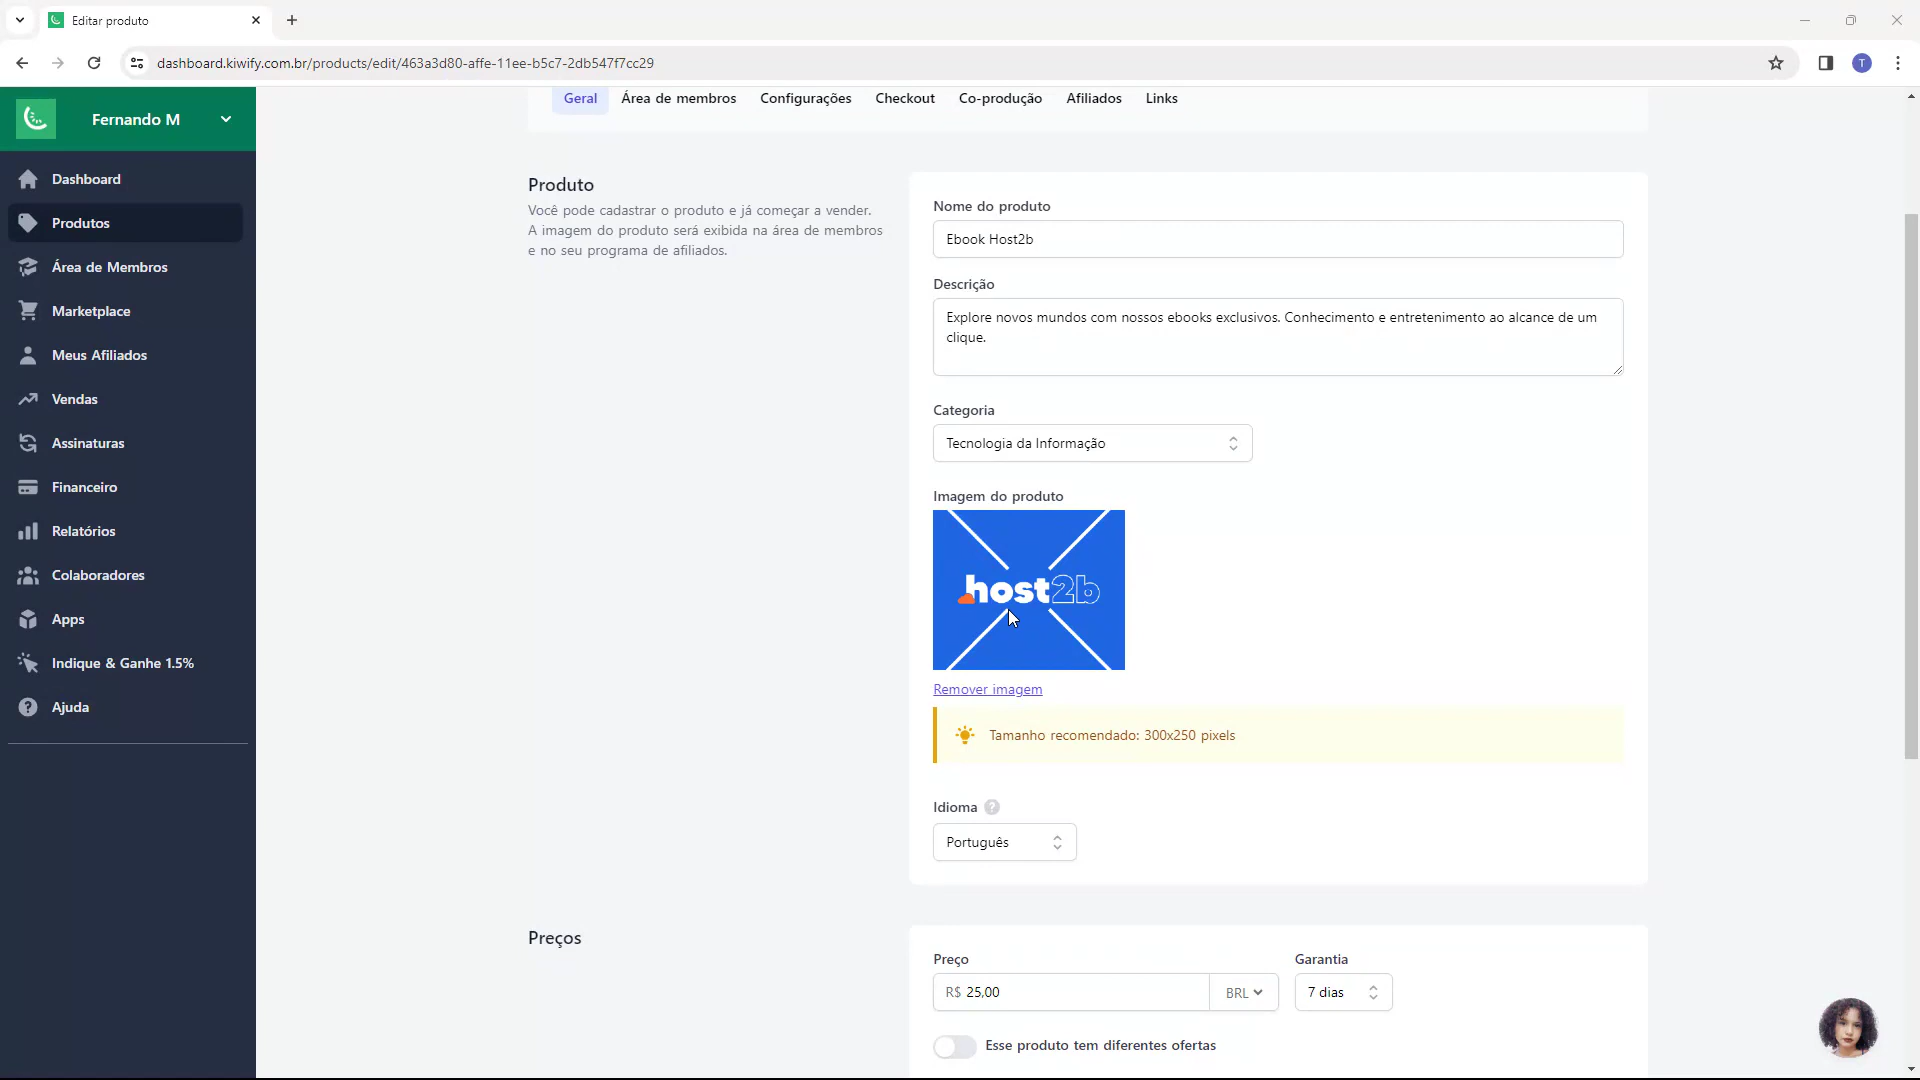 Editar produto
dashboard.kiwify.com.br/products/edit/463a3d80-affe-11ee-b5c7-2db547f7cc29
T
Fernando M
Dashboard
Produtos
Área de Membros
Marketplace
Meus Afiliados
Vendas
Assinaturas
Financeiro
Relatórios
Colaboradores
Apps
Indique & Ganhe 1.5%
Ajuda
Geral Área de membros Configurações Checkout Co-produção Afiliados Links
Produto
Você pode cadastrar o produto e já começar a vender.
A imagem do produto será exibida na área de membros
e no seu programa de afiliados.
Nome do produto
Ebook Host2b
Descrição
Explore novos mundos com nossos ebooks exclusivos. Conhecimento e entretenimento ao alcance de um
clique.
Categoria
Tecnologia da Informação
Imagem do produto
host2b
Remover imagem
Tamanho recomendado: 300x250 pixels
Idioma ?
Português
Preços
Preço Garantia
R$ 25,00 BRL 7 dias
Esse produto tem diferentes ofertas